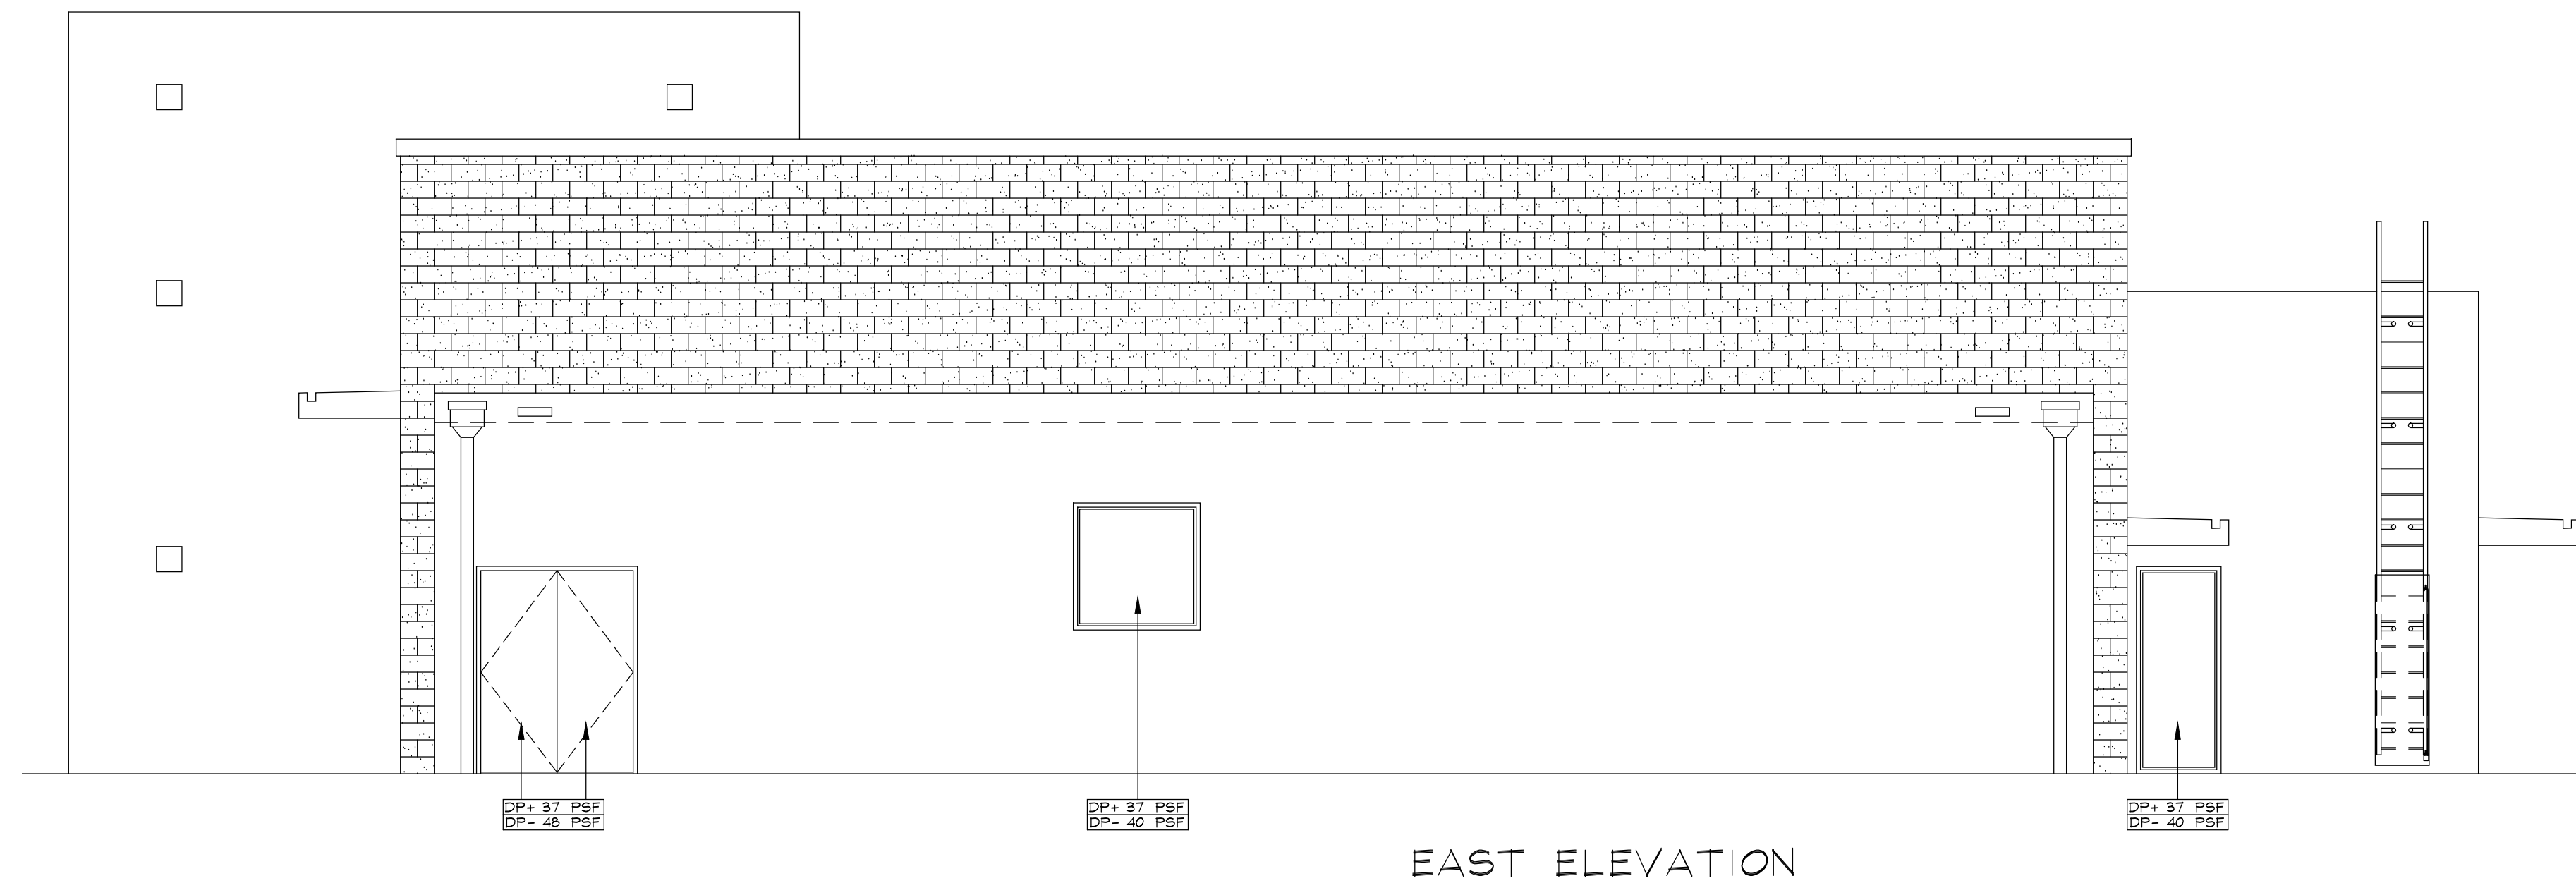 DP+ 37 PSF
DP- 48 PSF
DP+ 37 PSF
DP- 40 PSF
DP+ 37 PSF
DP- 40 PSF
EAST ELEVATION